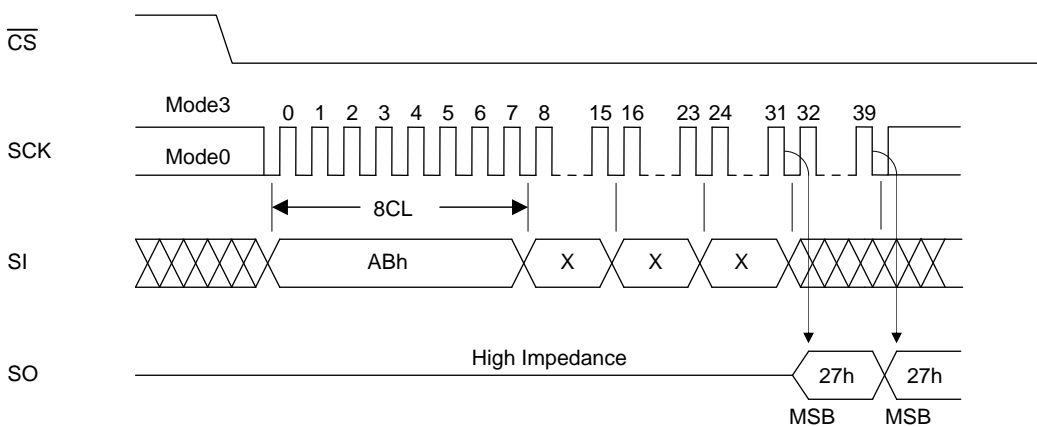 CS
Mode3
0 1 2 3 4 5 6 7 8 15 16 23 24 31 32 39
SCK
Mode0
8CL
SI
ABh X X X
High Impedance
SO
27h 27h
MSB MSB